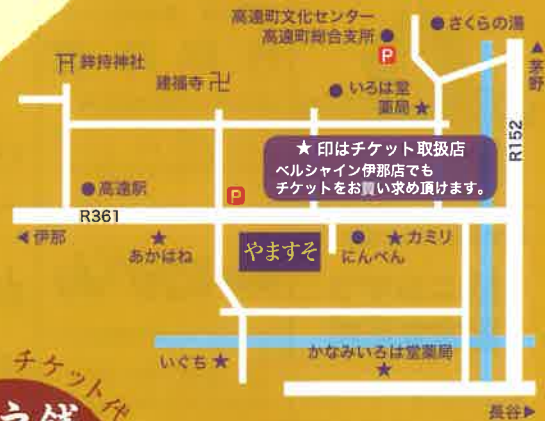 高遠町文化センター
高遠町総合支所
P
さくらの湯
茅野
鉾持神社
建福寺
いろは堂
薬局★
★印はチケット取扱店
ベルシャイン伊那店でも
チケットをお買い求め頂けます。
R152
高遠駅
P
R361
◀伊那
★
あかはね
やますそ
にんべん
★カミリ
いぐち★
かなみいろは堂薬局
★
長谷▶
チケット代